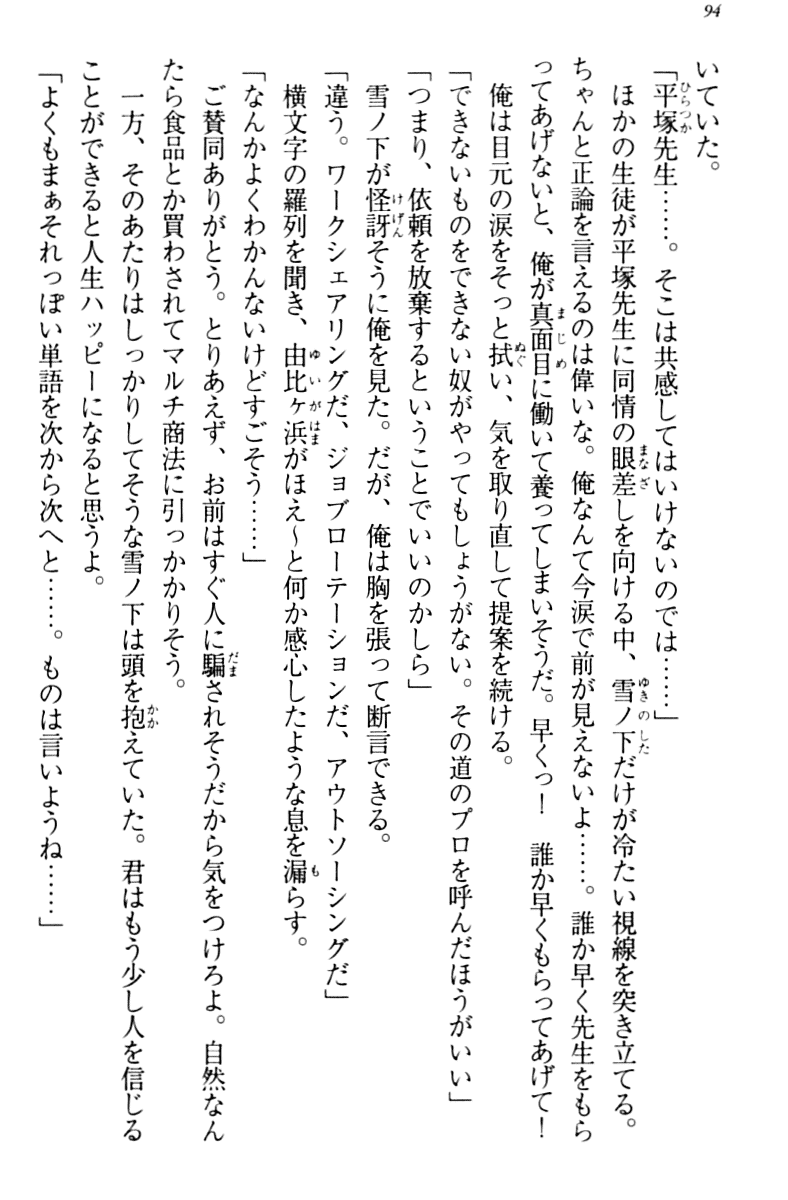 94
いていた。
「平塚先生……。そこは共感してはいけないのでは……」
ほかの生徒が平塚先生に同情の眼差しを向ける中、雪ノ下だけが冷たい視線を突き立てる。
ちゃんと正論を言えるのは偉いな。俺なんて今涙で前が見えないよ……。誰か早く先生をもら
ってあげないと、俺が真面目に働いて養ってしまいそうだ。早くっ！　誰か早くもらってあげて！
俺は目元の涙をそっと拭い、気を取り直して提案を続ける。
「できないものをできない奴がやってもしょうがない。その道のプロを呼んだほうがいい」
「つまり、依頼を放棄するということでいいのかしら」
雪ノ下が怪訝そうに俺を見た。だが、俺は胸を張って断言できる。
「違う。ワークシェアリングだ、ジョブローテーションだ、アウトソーシングだ」
横文字の羅列を聞き、由比ヶ浜がほえ～と何か感心したような息を漏らす。
「なんかよくわかんないけどすごそう……」
ご賛同ありがとう。とりあえず、お前はすぐ人に騙されそうだから気をつけろよ。自然なん
たら食品とか買わされてマルチ商法に引っかかりそう。
一方、そのあたりはしっかりしてそうな雪ノ下は頭を抱えていた。君はもう少し人を信じる
ことができると人生ハッピーになると思うよ。
「よくもまぁそれっぽい単語を次から次へと……。ものは言いようね……」